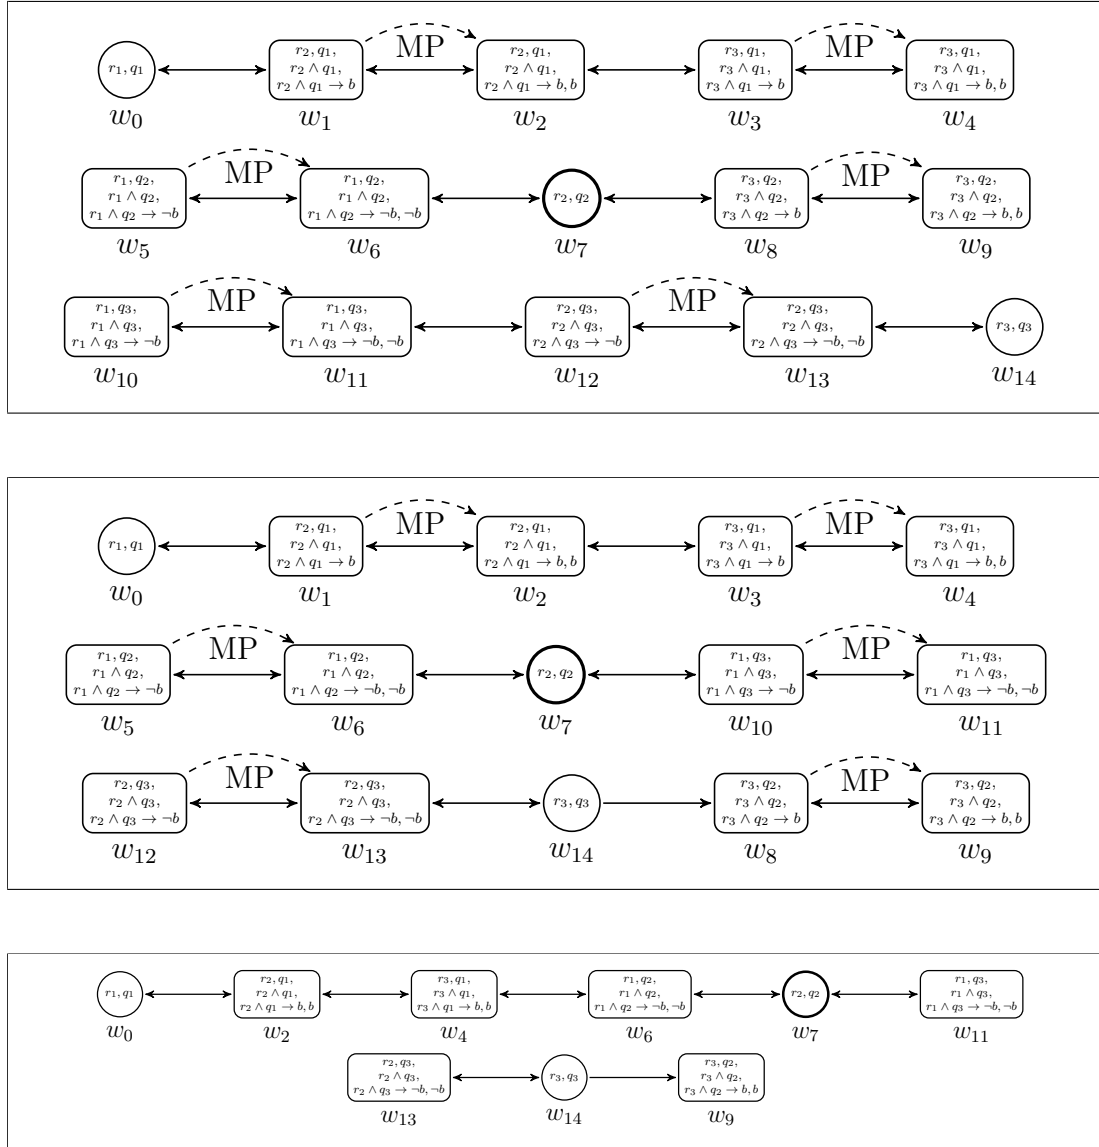 r₁, q₁
r₂, q₁,
r₂ ∧ q₁,
r₂ ∧ q₁ → b
MP
r₂, q₁,
r₂ ∧ q₁,
r₂ ∧ q₁ → b, b
r₃, q₁,
r₃ ∧ q₁,
r₃ ∧ q₁ → b
MP
r₃, q₁,
r₃ ∧ q₁,
r₃ ∧ q₁ → b, b
w₀ w₁ w₂ w₃ w₄
r₁, q₂,
r₁ ∧ q₂,
r₁ ∧ q₂ → ¬b
MP
r₁, q₂,
r₁ ∧ q₂,
r₁ ∧ q₂ → ¬b, ¬b
r₂, q₂
r₃, q₂,
r₃ ∧ q₂,
r₃ ∧ q₂ → b
MP
r₃, q₂,
r₃ ∧ q₂,
r₃ ∧ q₂ → b, b
w₅ w₆ w₇ w₈ w₉
r₁, q₃,
r₁ ∧ q₃,
r₁ ∧ q₃ → ¬b
MP
r₁, q₃,
r₁ ∧ q₃,
r₁ ∧ q₃ → ¬b, ¬b
r₂, q₃,
r₂ ∧ q₃,
r₂ ∧ q₃ → ¬b
MP
r₂, q₃,
r₂ ∧ q₃,
r₂ ∧ q₃ → ¬b, ¬b
r₃, q₃
w₁₀ w₁₁ w₁₂ w₁₃ w₁₄
r₁, q₁
r₂, q₁,
r₂ ∧ q₁,
r₂ ∧ q₁ → b
MP
r₂, q₁,
r₂ ∧ q₁,
r₂ ∧ q₁ → b, b
r₃, q₁,
r₃ ∧ q₁,
r₃ ∧ q₁ → b
MP
r₃, q₁,
r₃ ∧ q₁,
r₃ ∧ q₁ → b, b
w₀ w₁ w₂ w₃ w₄
r₁, q₂,
r₁ ∧ q₂,
r₁ ∧ q₂ → ¬b
MP
r₁, q₂,
r₁ ∧ q₂,
r₁ ∧ q₂ → ¬b, ¬b
r₂, q₂
r₁, q₃,
r₁ ∧ q₃,
r₁ ∧ q₃ → ¬b
MP
r₁, q₃,
r₁ ∧ q₃,
r₁ ∧ q₃ → ¬b, ¬b
w₅ w₆ w₇ w₁₀ w₁₁
r₂, q₃,
r₂ ∧ q₃,
r₂ ∧ q₃ → ¬b
MP
r₂, q₃,
r₂ ∧ q₃,
r₂ ∧ q₃ → ¬b, ¬b
r₃, q₃
r₃, q₂,
r₃ ∧ q₂,
r₃ ∧ q₂ → b
MP
r₃, q₂,
r₃ ∧ q₂,
r₃ ∧ q₂ → b, b
w₁₂ w₁₃ w₁₄ w₈ w₉
r₁, q₁
r₂, q₁,
r₂ ∧ q₁,
r₂ ∧ q₁ → b, b
r₃, q₁,
r₃ ∧ q₁,
r₃ ∧ q₁ → b, b
r₁, q₂,
r₁ ∧ q₂,
r₁ ∧ q₂ → ¬b, ¬b
r₂, q₂
r₁, q₃,
r₁ ∧ q₃,
r₁ ∧ q₃ → ¬b, ¬b
w₀ w₂ w₄ w₆ w₇ w₁₁
r₂, q₃,
r₂ ∧ q₃,
r₂ ∧ q₃ → ¬b, ¬b
r₃, q₃
r₃, q₂,
r₃ ∧ q₂,
r₃ ∧ q₂ → b, b
w₁₃ w₁₄ w₉